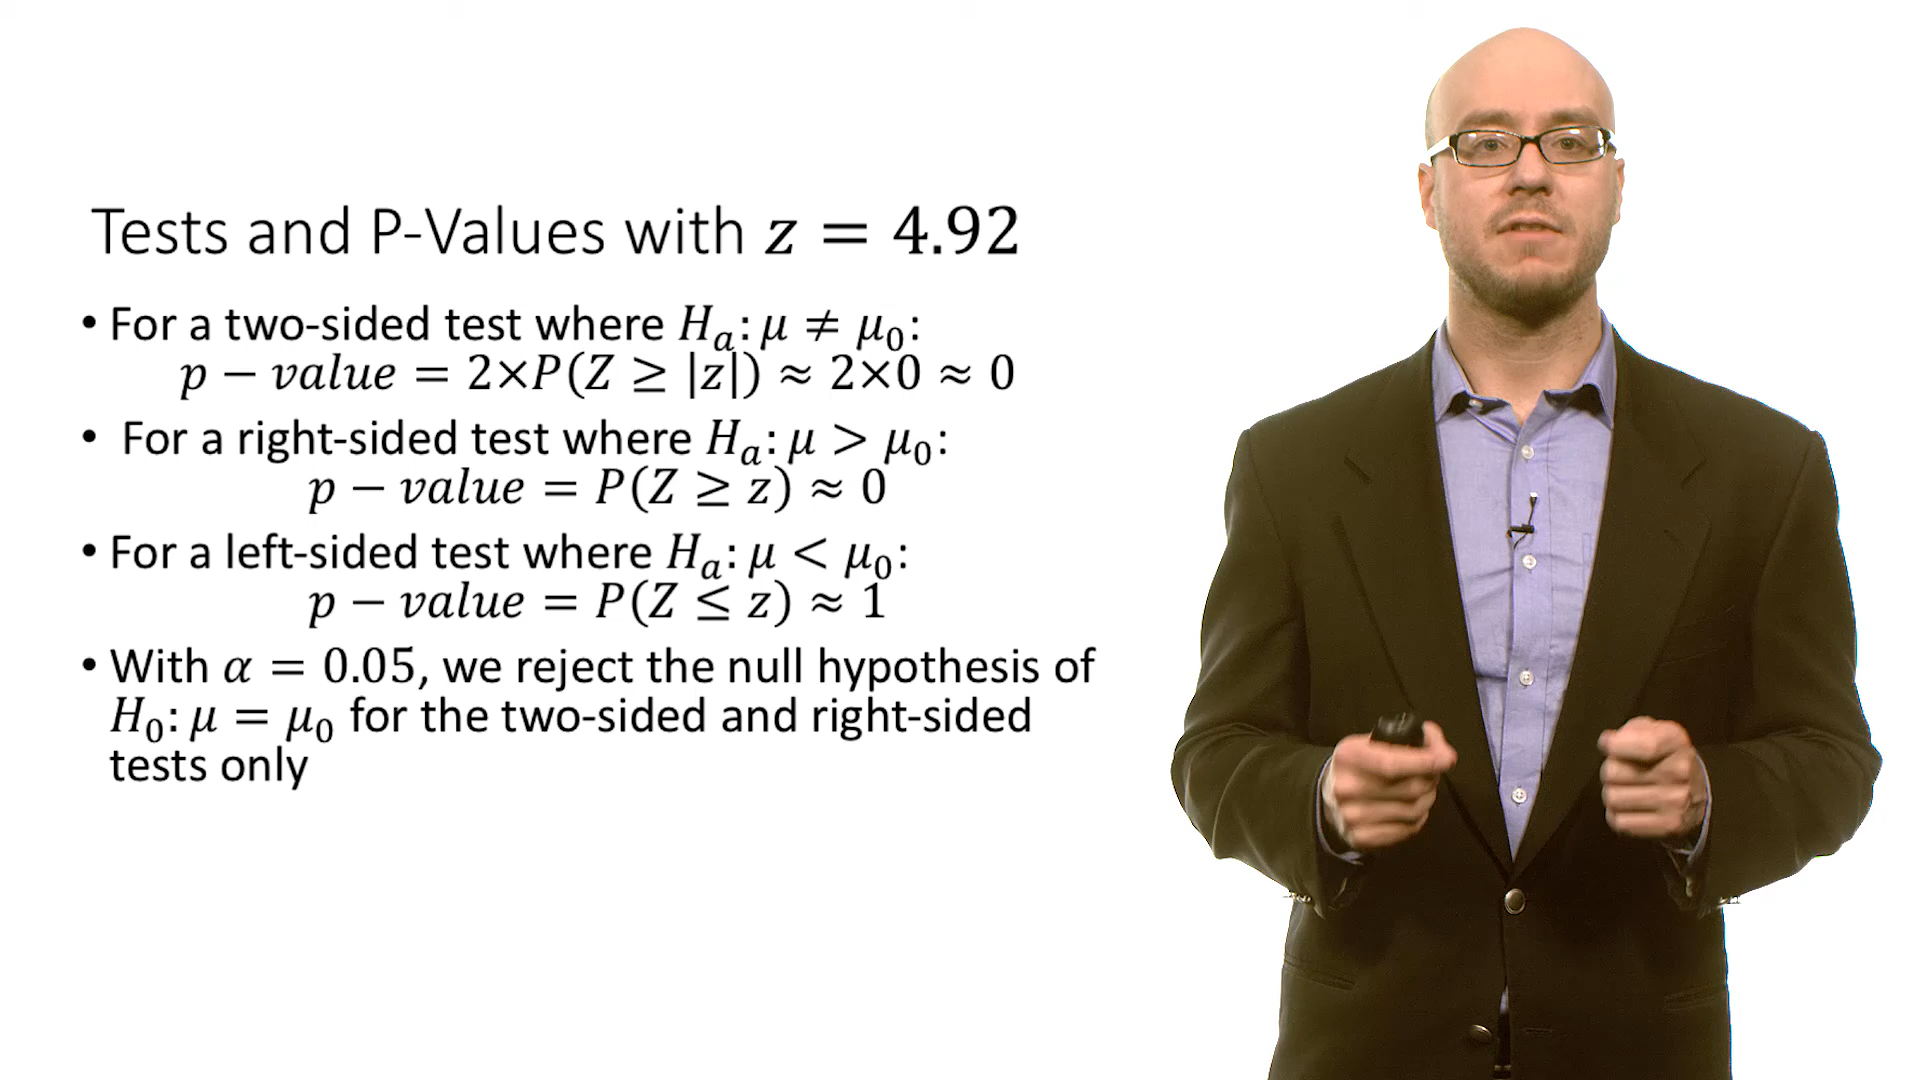 Tests and P-Values with z = 4.92
• For a two-sided test where Hₐ: μ ≠ μ₀:
p − value = 2×P(Z ≥ |z|) ≈ 2×0 ≈ 0
• For a right-sided test where Hₐ: μ > μ₀:
p − value = P(Z ≥ z) ≈ 0
• For a left-sided test where Hₐ: μ < μ₀:
p − value = P(Z ≤ z) ≈ 1
• With α = 0.05, we reject the null hypothesis of
H₀: μ = μ₀ for the two-sided and right-sided
tests only